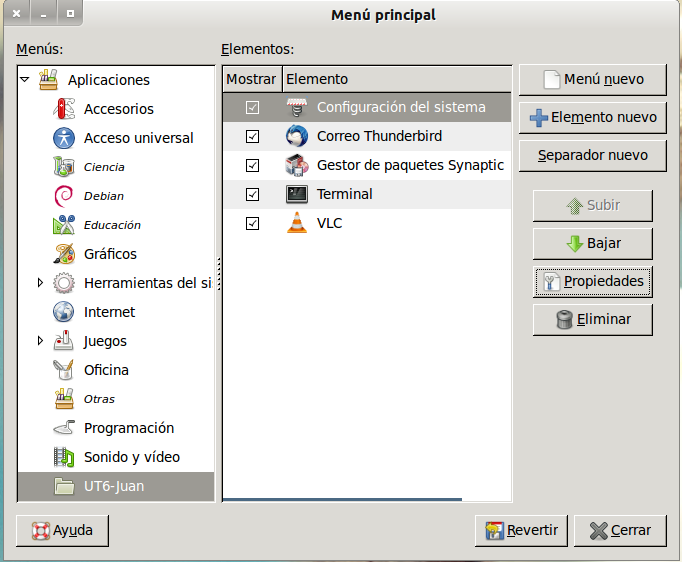 Menú principal
Menús:
Aplicaciones
Accesorios
Acceso universal
Ciencia
Debian
Educación
Gráficos
Herramientas del si
Internet
Juegos
Oficina
Otras
Programación
Sonido y vídeo
UT6-Juan
Elementos:
Mostrar Elemento
Configuración del sistema
Correo Thunderbird
Gestor de paquetes Synaptic
Terminal
VLC
Menú nuevo
Elemento nuevo
Separador nuevo
Subir
Bajar
Propiedades
Eliminar
Ayuda
Revertir
Cerrar